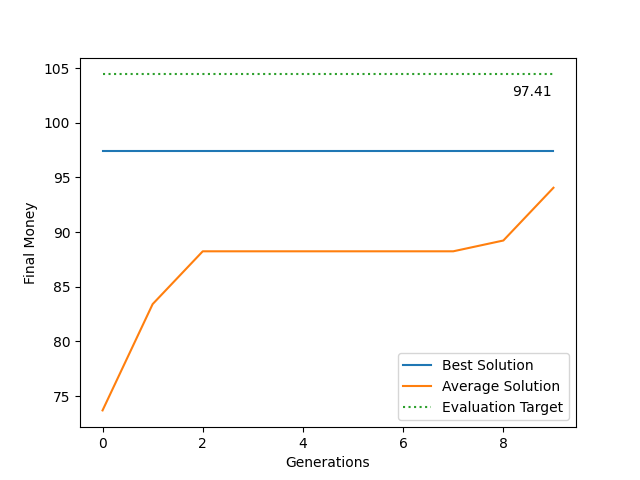 105
100
95
90
85
80
75
Final Money
97.41
Best Solution
Average Solution
Evaluation Target
0
2
4
6
8
Generations